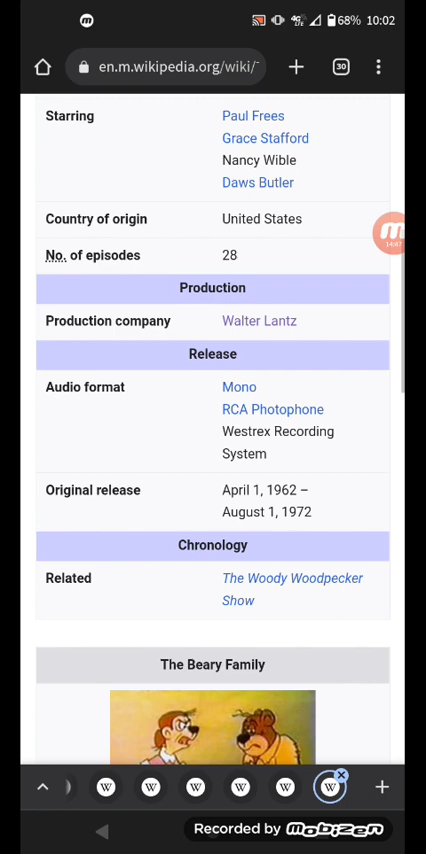 68% 10:02
en.m.wikipedia.org/wiki/
30
Starring
Paul Frees
Grace Stafford
Nancy Wible
Daws Butler
Country of origin
United States
14:47
No. of episodes
28
Production
Production company
Walter Lantz
Release
Audio format
Mono
RCA Photophone
Westrex Recording
System
Original release
April 1, 1962 –
August 1, 1972
Chronology
Related
The Woody Woodpecker
Show
The Beary Family
W W W W W W
Recorded by mobizen